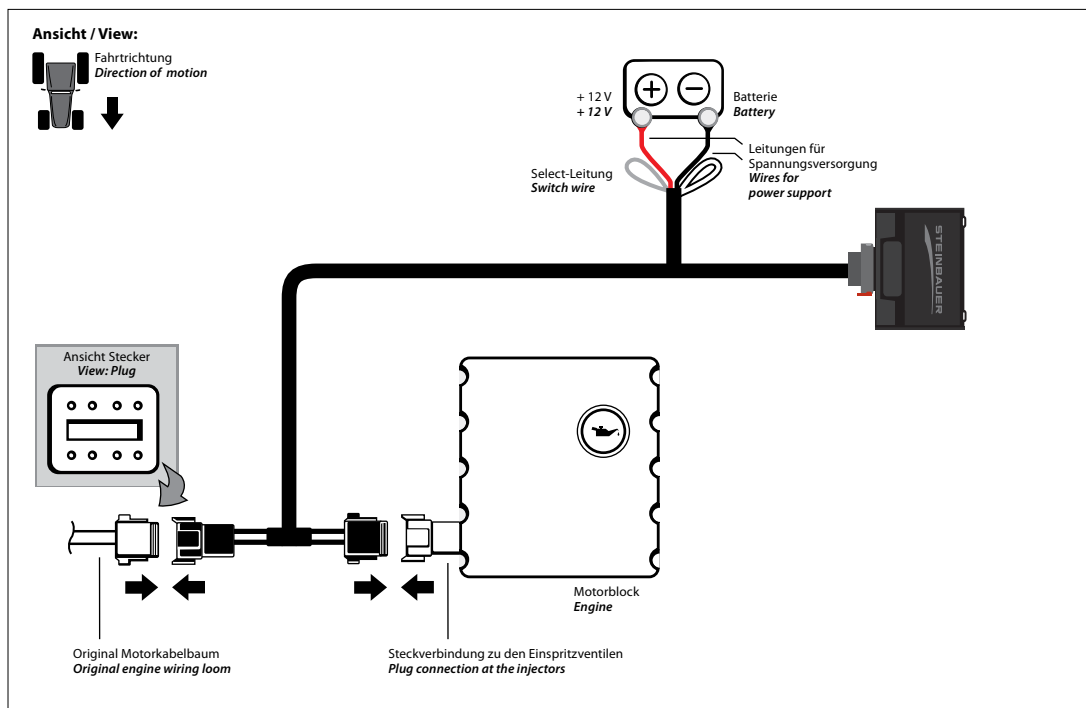 Ansicht / View:
Fahrtrichtung
Direction of motion
+ 12 V
+ 12 V
Batterie
Battery
Leitungen für
Spannungsversorgung
Wires for
power support
Select-Leitung
Switch wire
STEINBAUER
Ansicht Stecker
View: Plug
Motorblock
Engine
Original Motorkabelbaum
Original engine wiring loom
Steckverbindung zu den Einspritzventilen
Plug connection at the injectors